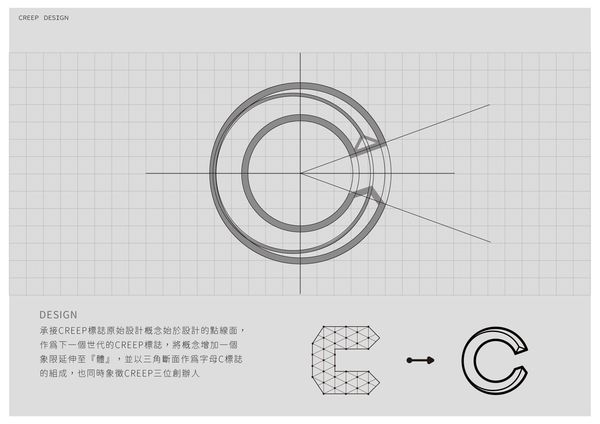 CREEP DESIGN
DESIGN
承接CREEP標誌原始設計概念始於設計的點線面，
作為下一個世代的CREEP標誌，將概念增加一個
象限延伸至『體』，並以三角斷面作為字母C標誌
的組成，也同時象徵CREEP三位創辦人